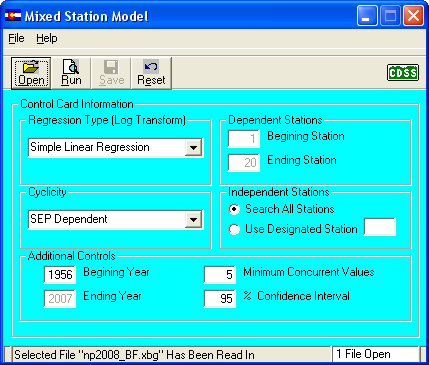 Mixed Station Model
File Help
Open Run Save Reset CDSS
Control Card Information
Regression Type (Log Transform)
Simple Linear Regression
Dependent Stations
1 Begining Station
20 Ending Station
Cyclicity
SEP Dependent
Independent Stations
Search All Stations
Use Designated Station
Additional Controls
1956 Begining Year 5 Minimum Concurrent Values
2007 Ending Year 95 % Confidence Interval
Selected File "np2008_BF.xbg" Has Been Read In 1 File Open